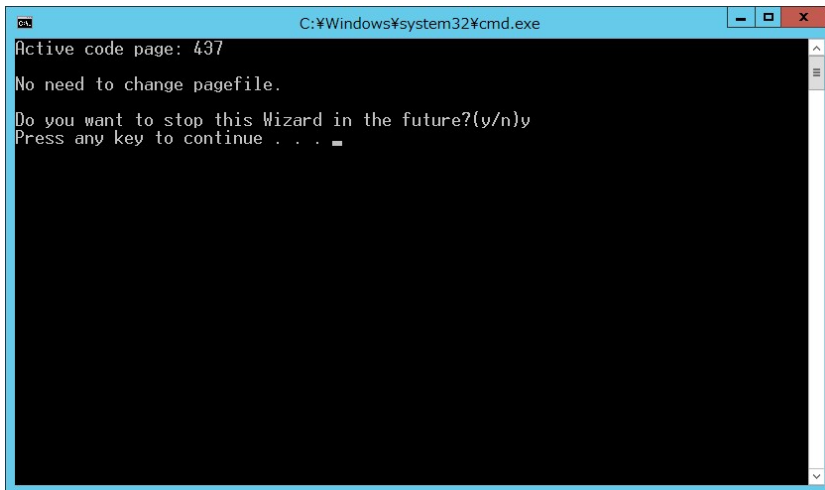 C:¥Windows¥system32¥cmd.exe
Active code page: 437
No need to change pagefile.
Do you want to stop this Wizard in the future?(y/n)y
Press any key to continue . . .